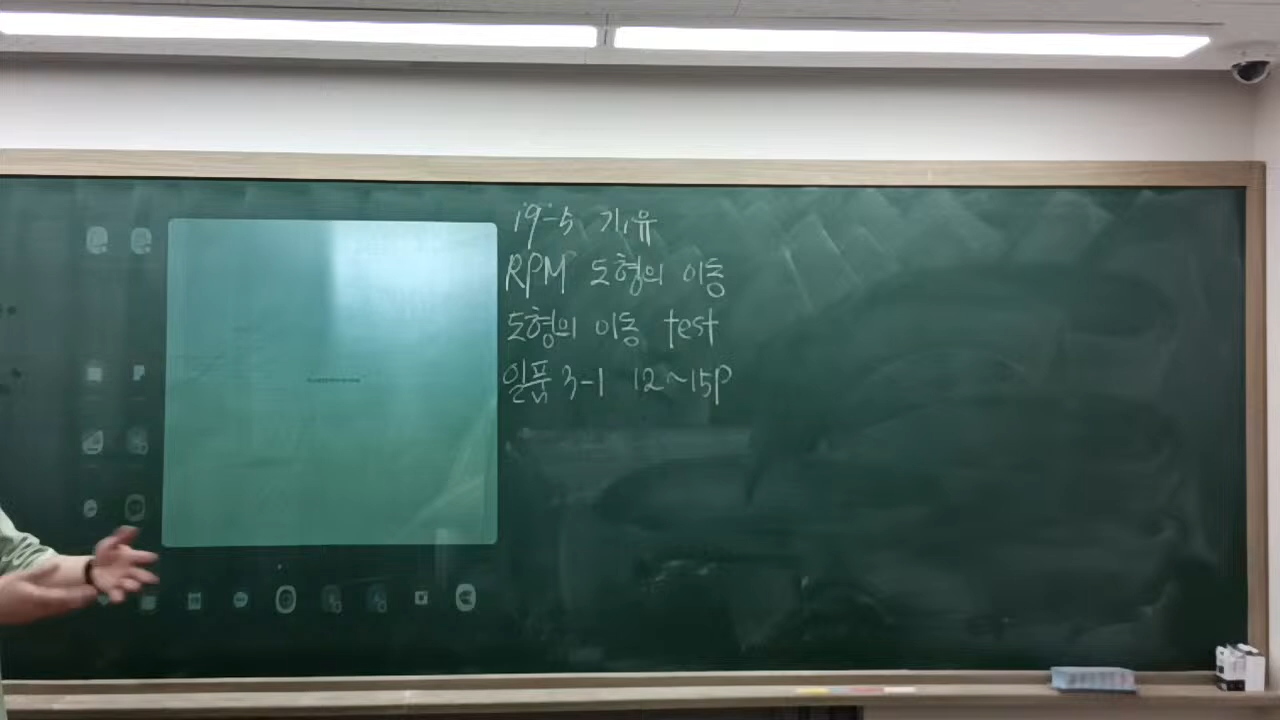 19-5 기,유
RPM 도형의 이동
도형의 이동 test
일품 3-1 12~15p